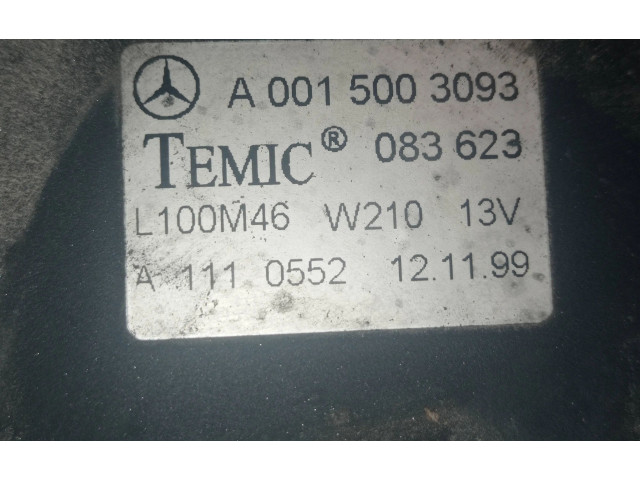 A 001 500 3093
TEMIC® 083 623
L100M46 W210 13V
A 111 0552 12.11.99